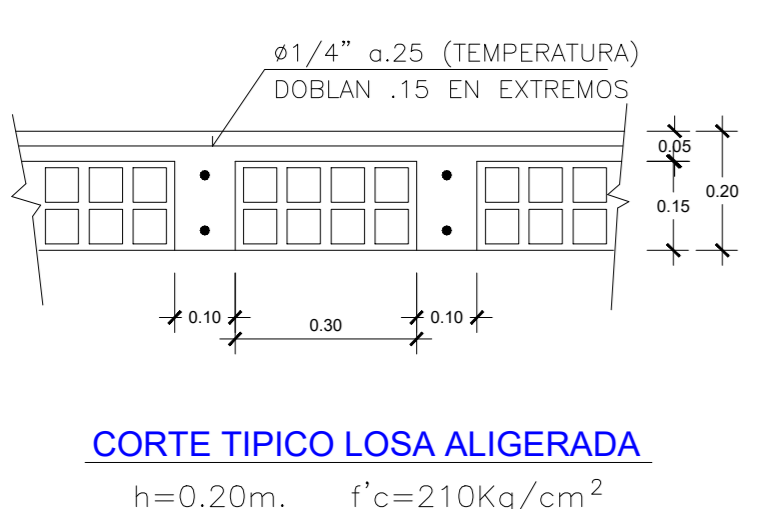 ø1/4" a.25 (TEMPERATURA)
DOBLAN .15 EN EXTREMOS
0.05
0.20
0.15
0.10
0.30
0.10
CORTE TIPICO LOSA ALIGERADA
h=0.20m. f'c=210Kg/cm²